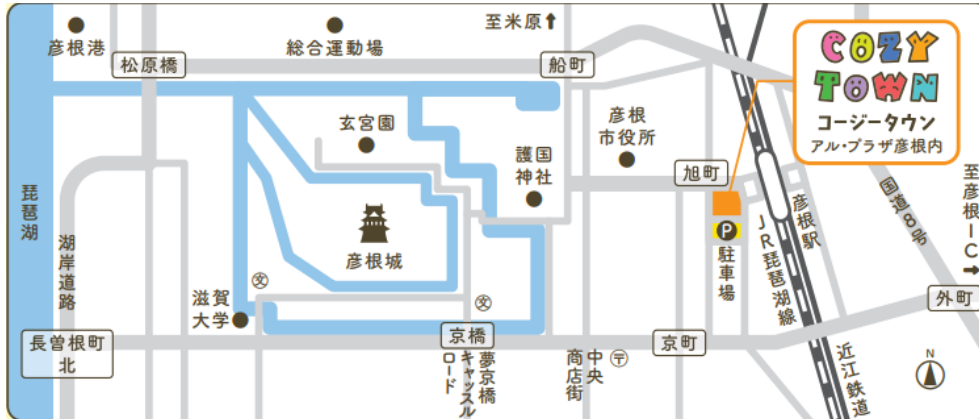 彦根港
総合運動場
至米原⬆
松原橋
船町
COZY
TOWN
コージータウン
アル・プラザ彦根内
玄宮園
彦根
市役所
護国
神社
旭町
至彦根IC➡
国道8号
琵琶湖
湖岸道路
彦根城
P
駐車場
JR琵琶湖線
彦根駅
文
滋賀
大学
文
外町
長曽根町
北
京橋
京町
夢京橋
キャッスル
ロード
中央
商店街
〒
近江鉄道
N